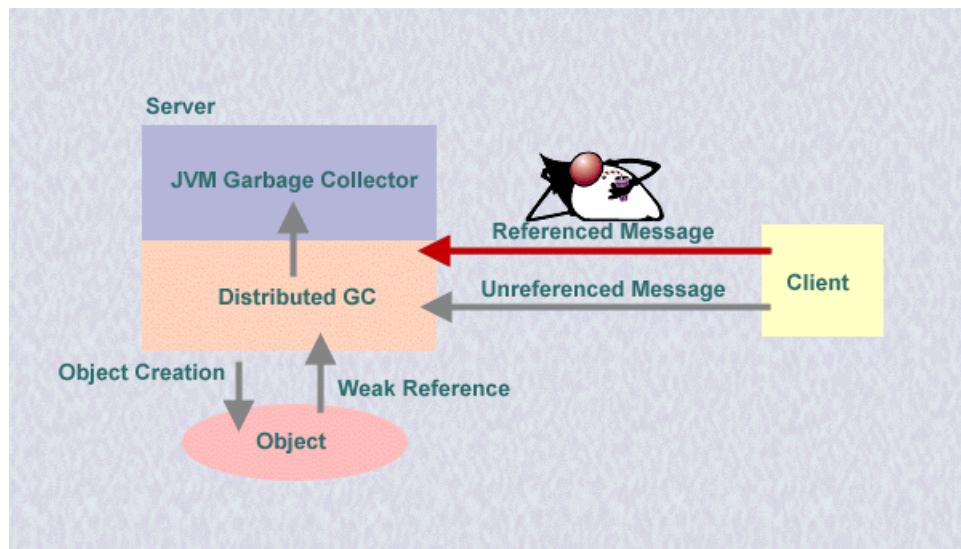 Server
JVM Garbage Collector
Referenced Message
Distributed GC
Unreferenced Message
Client
Object Creation
Weak Reference
Object